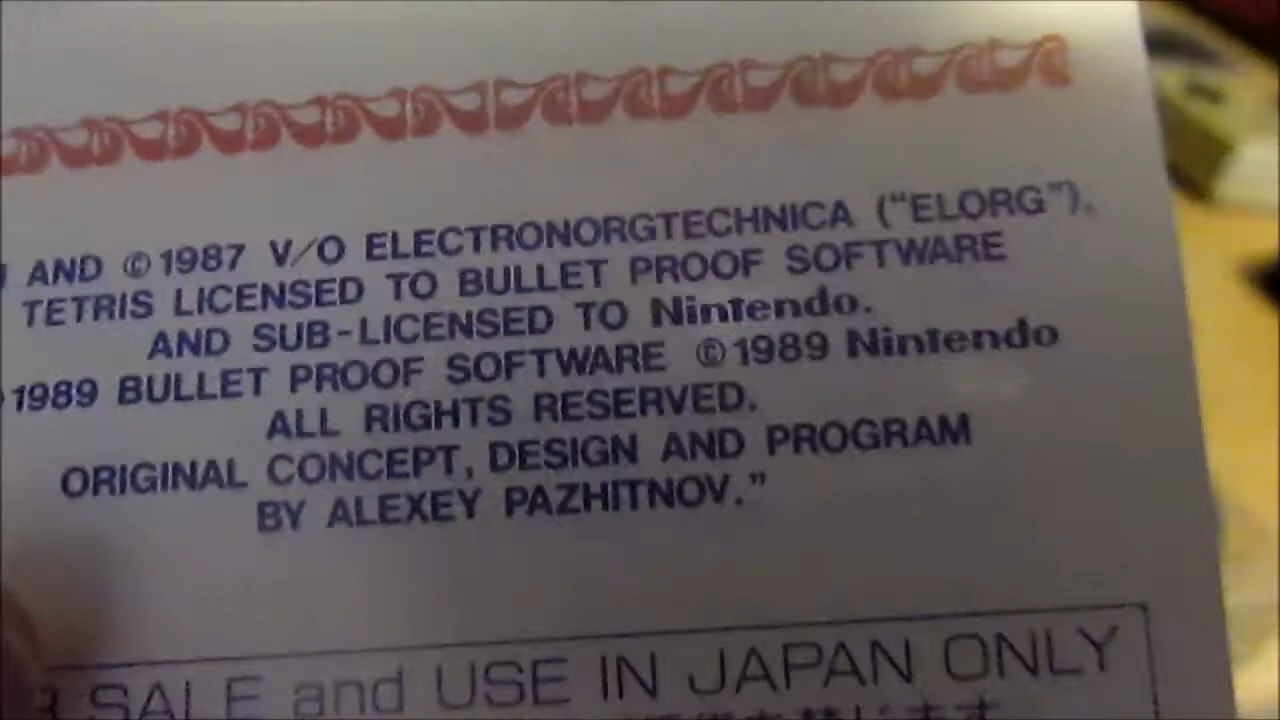 AND ©1987 V/O ELECTRONORGTECHNICA ("ELORG").
TETRIS LICENSED TO BULLET PROOF SOFTWARE
AND SUB-LICENSED TO Nintendo.
1989 BULLET PROOF SOFTWARE ©1989 Nintendo
ALL RIGHTS RESERVED.
ORIGINAL CONCEPT, DESIGN AND PROGRAM
BY ALEXEY PAZHITNOV."
SALE and USE IN JAPAN ONLY